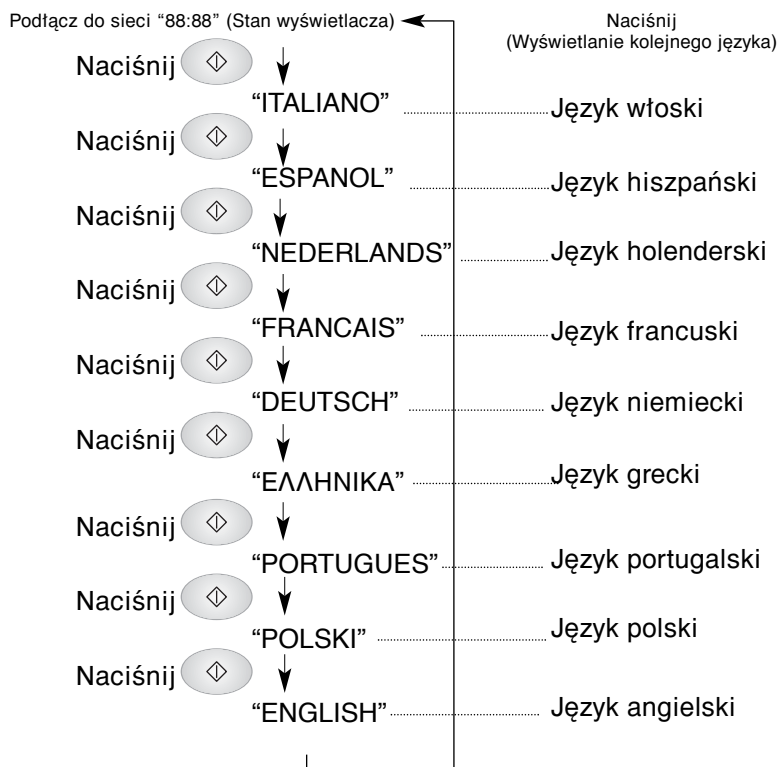 Podłącz do sieci “88:88” (Stan wyświetlacza)
Naciśnij
(Wyświetlanie kolejnego języka)
Naciśnij
“ITALIANO” Język włoski
Naciśnij
“ESPANOL” Język hiszpański
Naciśnij
“NEDERLANDS” Język holenderski
Naciśnij
“FRANCAIS” Język francuski
Naciśnij
“DEUTSCH” Język niemiecki
Naciśnij
“ΕΛΛΗΝΙΚΑ” Język grecki
Naciśnij
“PORTUGUES” Język portugalski
Naciśnij
“POLSKI” Język polski
Naciśnij
“ENGLISH” Język angielski